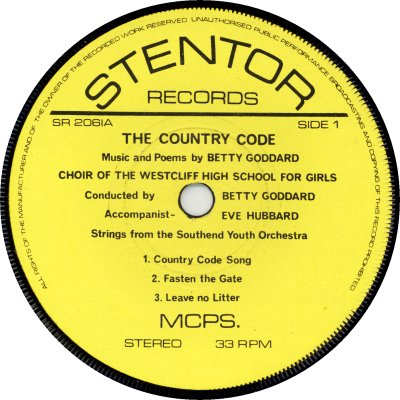 ALL RIGHTS OF THE MANUFACTURER AND OF THE OWNER OF THE RECORDED WORK RESERVED UNAUTHORISED PUBLIC PERFORMANCE BROADCASTING AND COPYING OF THIS RECORD PROHIBITED
STENTOR
RECORDS
SR 2061A SIDE 1
THE COUNTRY CODE
Music and Poems by BETTY GODDARD
CHOIR OF THE WESTCLIFF HIGH SCHOOL FOR GIRLS
Conducted by BETTY GODDARD
Accompanist~ EVE HUBBARD
Strings from the Southend Youth Orchestra
1. Country Code Song
2. Fasten the Gate
3. Leave no Litter
MCPS.
STEREO 33 RPM